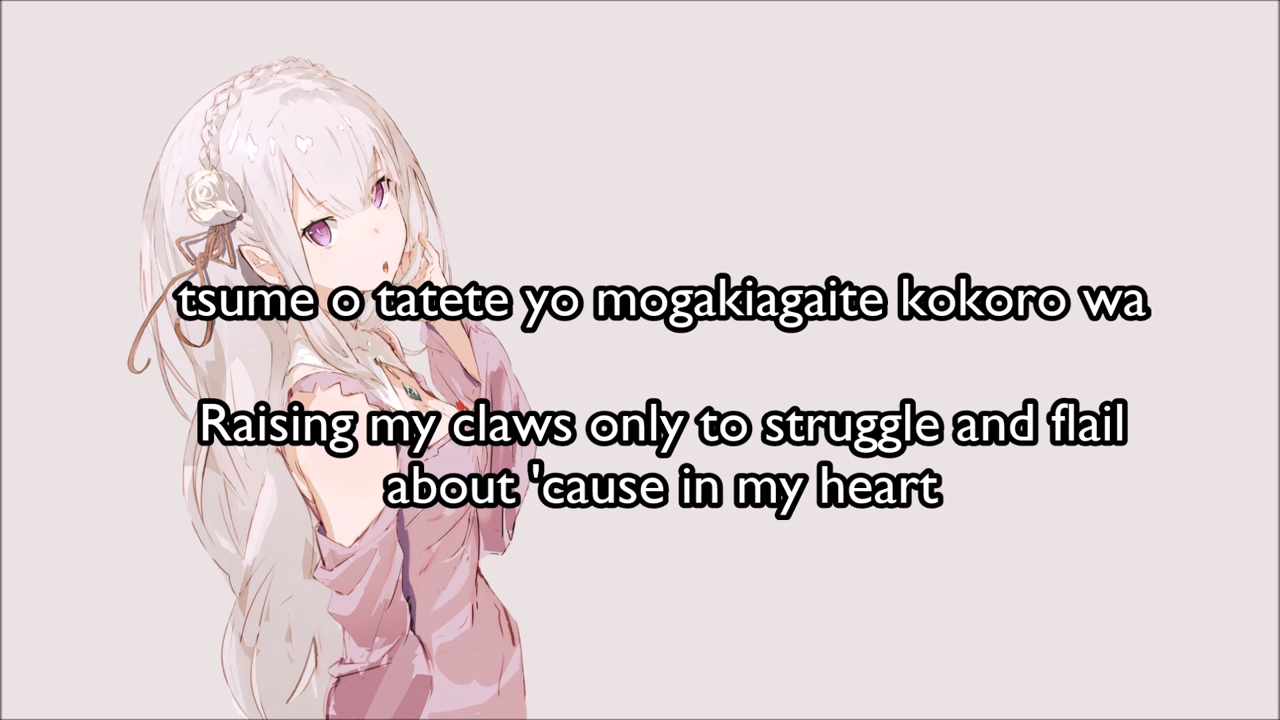 tsume o tatete yo mogakiagaite kokoro wa
Raising my claws only to struggle and flail
about 'cause in my heart